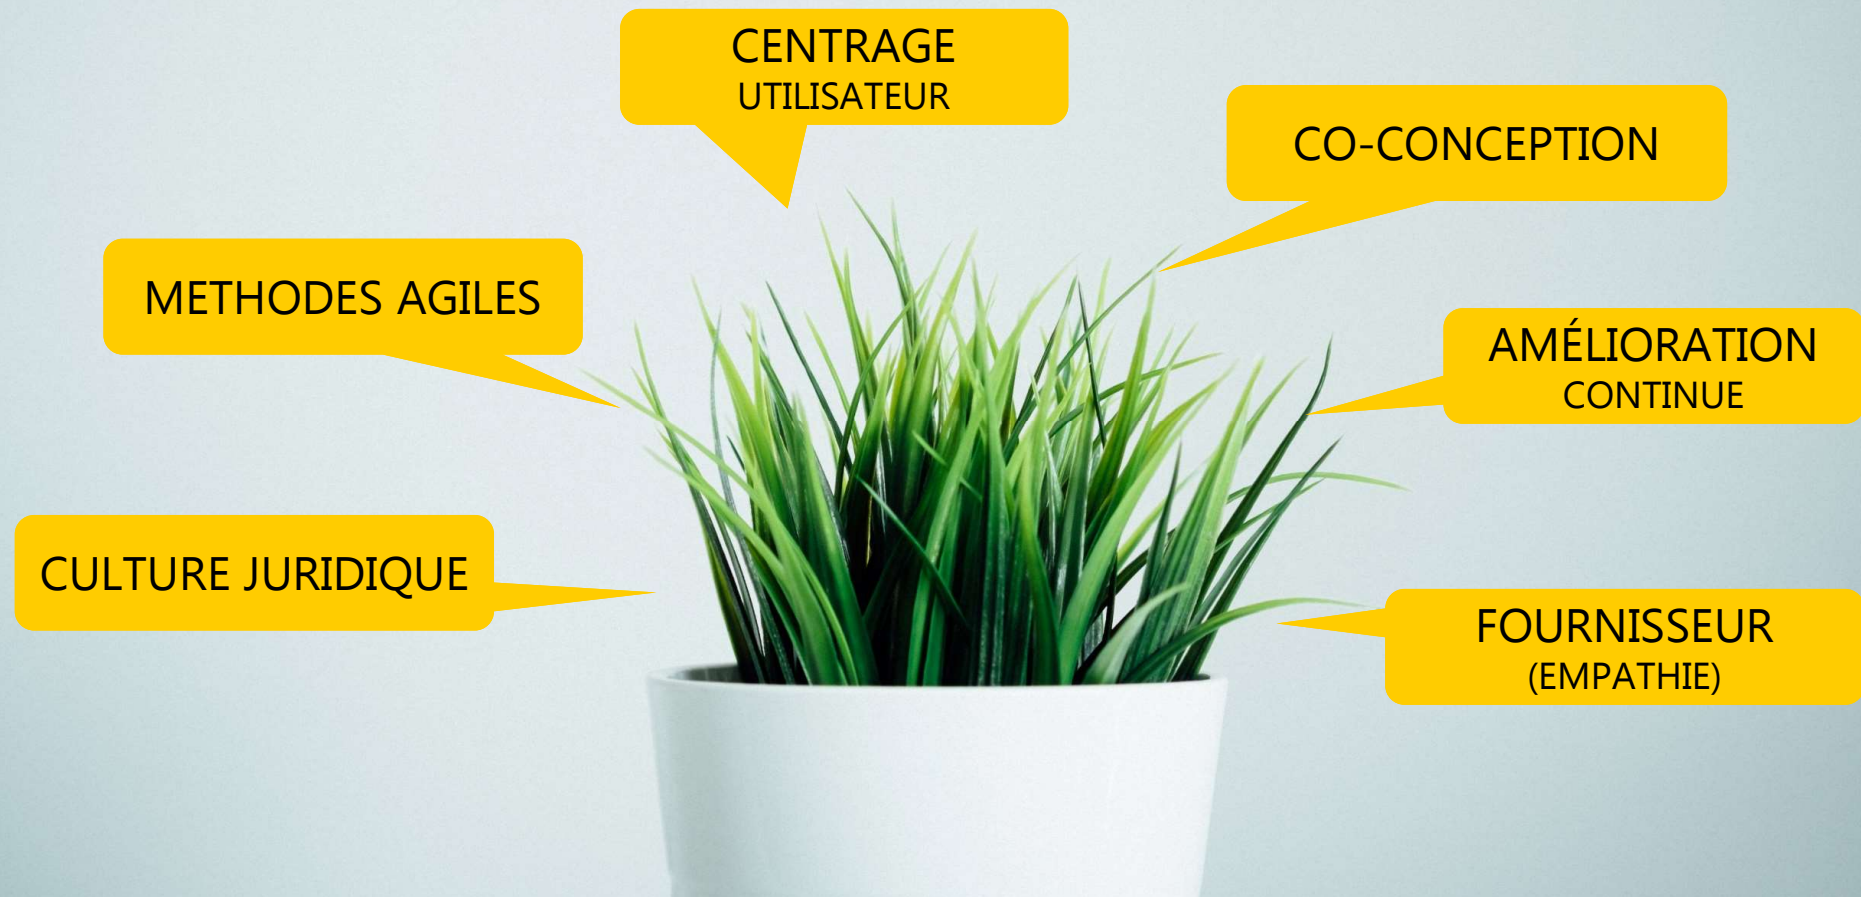 CENTRAGE
UTILISATEUR
CO-CONCEPTION
METHODES AGILES
AMÉLIORATION
CONTINUE
CULTURE JURIDIQUE
FOURNISSEUR
(EMPATHIE)